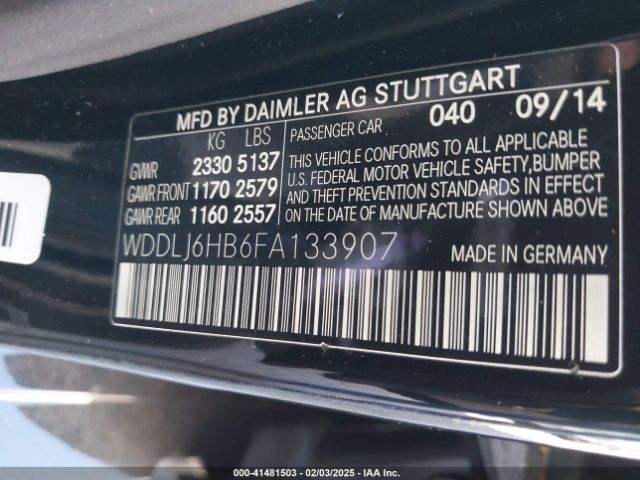 MFD BY DAIMLER AG STUTTGART
KG LBS PASSENGER CAR 040 09/14
GVWR 2330 5137
GAWR FRONT 1170 2579
GAWR REAR 1160 2557
THIS VEHICLE CONFORMS TO ALL APPLICABLE
U.S. FEDERAL MOTOR VEHICLE SAFETY,BUMPER
AND THEFT PREVENTION STANDARDS IN EFFECT
ON THE DATE OF MANUFACTURE SHOWN ABOVE
WDDLJ6HB6FA133907 MADE IN GERMANY
000-41481503 - 02/03/2025 - IAA Inc.